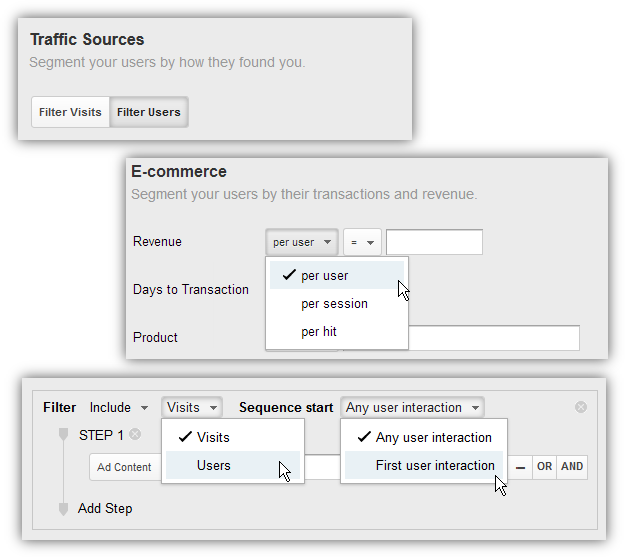 Traffic Sources
Segment your users by how they found you.
Filter Visits Filter Users
E-commerce
Segment your users by their transactions and revenue.
Revenue per user =
per user
Days to Transaction
per session
Product per hit
Filter Include Visits Sequence start Any user interaction
STEP 1 Visits Any user interaction
Ad Content Users First user interaction – OR AND
Add Step